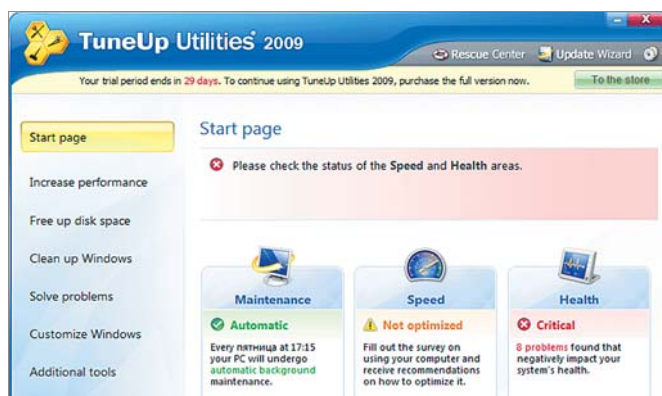 TuneUp Utilities 2009
Rescue Center Update Wizard
Your trial period ends in 29 days. To continue using TuneUp Utilities 2009, purchase the full version now.
To the store
Start page
Increase performance
Free up disk space
Clean up Windows
Solve problems
Customize Windows
Additional tools
Start page
Please check the status of the Speed and Health areas.
Maintenance
Automatic
Every пятница at 17:15
your PC will undergo
automatic background
maintenance.
Speed
Not optimized
Fill out the survey on
using your computer and
receive recommendations
on how to optimize it.
Health
Critical
8 problems found that
negatively impact your
system's health.